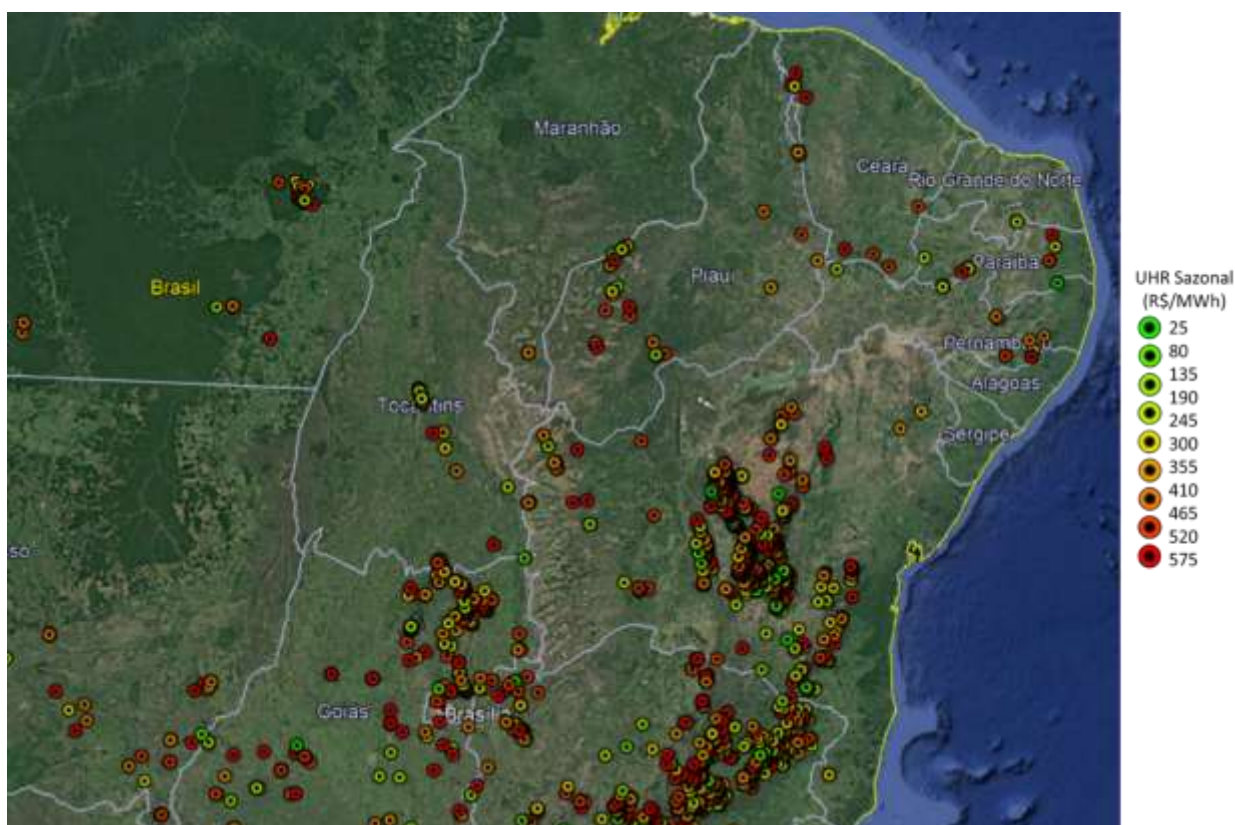 Maranhão
Ceará
Rio Grande do Norte
Piauí
Paraíba
Brasil
Pernambuco
Alagoas
Tocantins
Sergipe
Goiás
Brasília
UHR Sazonal
(R$/MWh)
25
80
135
190
245
300
355
410
465
520
575